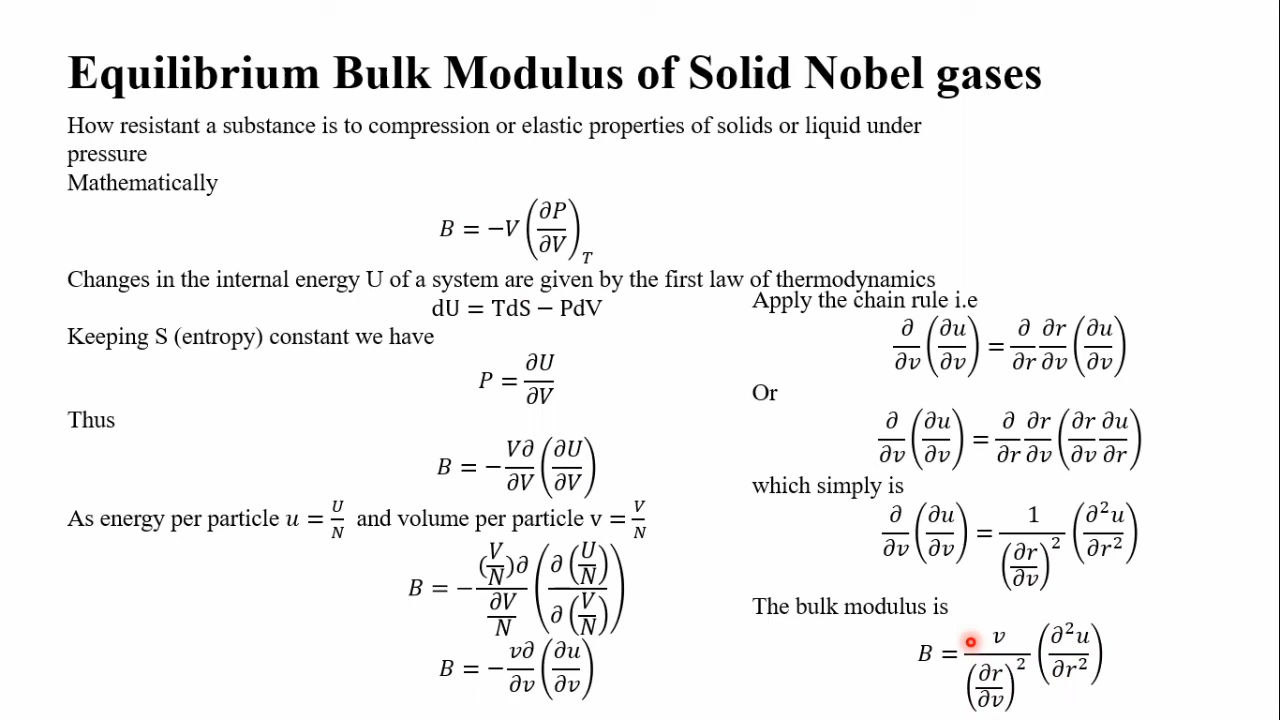 Equilibrium Bulk Modulus of Solid Nobel gases
How resistant a substance is to compression or elastic properties of solids or liquid under
pressure
Mathematically
B = −V (∂P/∂V)_T
Changes in the internal energy U of a system are given by the first law of thermodynamics
dU = TdS − PdV
Keeping S (entropy) constant we have
P = ∂U/∂V
Thus
B = − V∂/∂V (∂U/∂V)
As energy per particle u = U/N and volume per particle v = V/N
B = − (V/N)∂/(∂V/N) (∂(U/N)/∂(V/N))
B = − v∂/∂v (∂u/∂v)
Apply the chain rule i.e
∂/∂v (∂u/∂v) = ∂/∂r ∂r/∂v (∂u/∂v)
Or
∂/∂v (∂u/∂v) = ∂/∂r ∂r/∂v (∂r/∂v ∂u/∂r)
which simply is
∂/∂v (∂u/∂v) = 1/(∂r/∂v)² (∂²u/∂r²)
The bulk modulus is
B = v/(∂r/∂v)² (∂²u/∂r²)